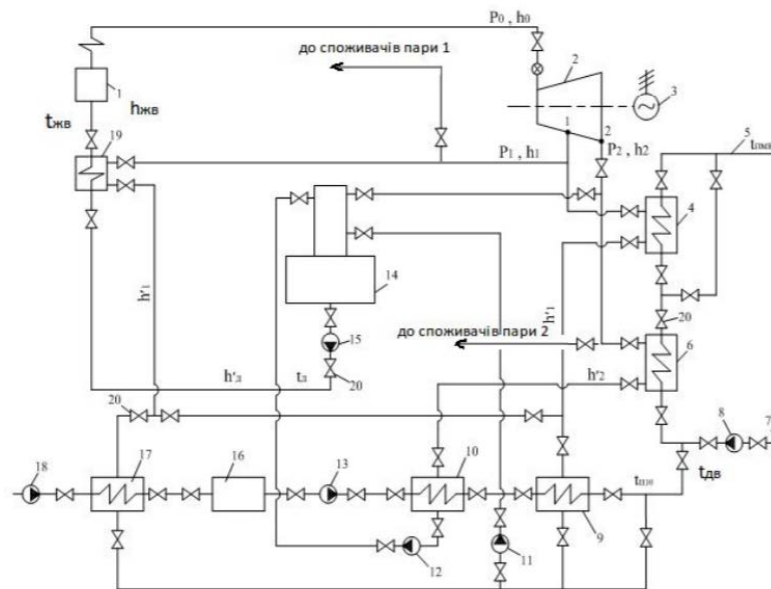 P₀ , h₀
до споживачів пари 1
2
3
1
hжв
tжв
19
1
2
P₁ , h₁
P₂ , h₂
5
4
14
h'₁
h'₁
15
до споживачів пари 2
20
6
20
h'д
tд
h'₂
20
8
7
18
17
16
13
10
tдв
9
12
11